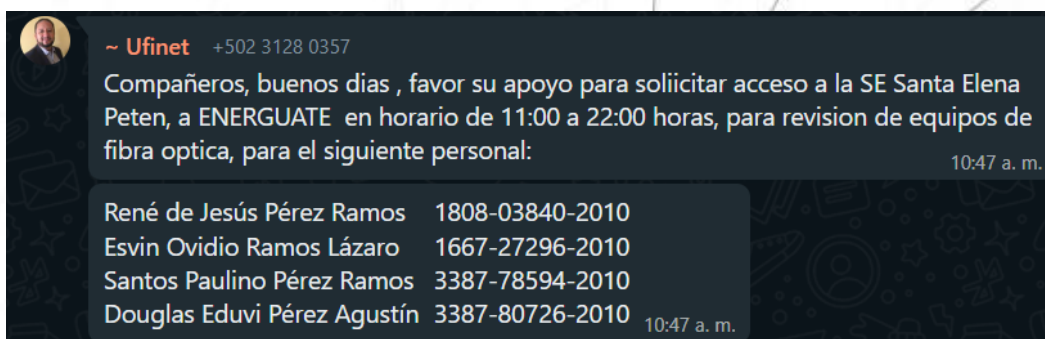 ~ Ufinet +502 3128 0357
Compañeros, buenos dias , favor su apoyo para soliicitar acceso a la SE Santa Elena
Peten, a ENERGUATE en horario de 11:00 a 22:00 horas, para revision de equipos de
fibra optica, para el siguiente personal:
10:47 a. m.
René de Jesús Pérez Ramos 1808-03840-2010
Esvin Ovidio Ramos Lázaro 1667-27296-2010
Santos Paulino Pérez Ramos 3387-78594-2010
Douglas Eduvi Pérez Agustín 3387-80726-2010
10:47 a. m.